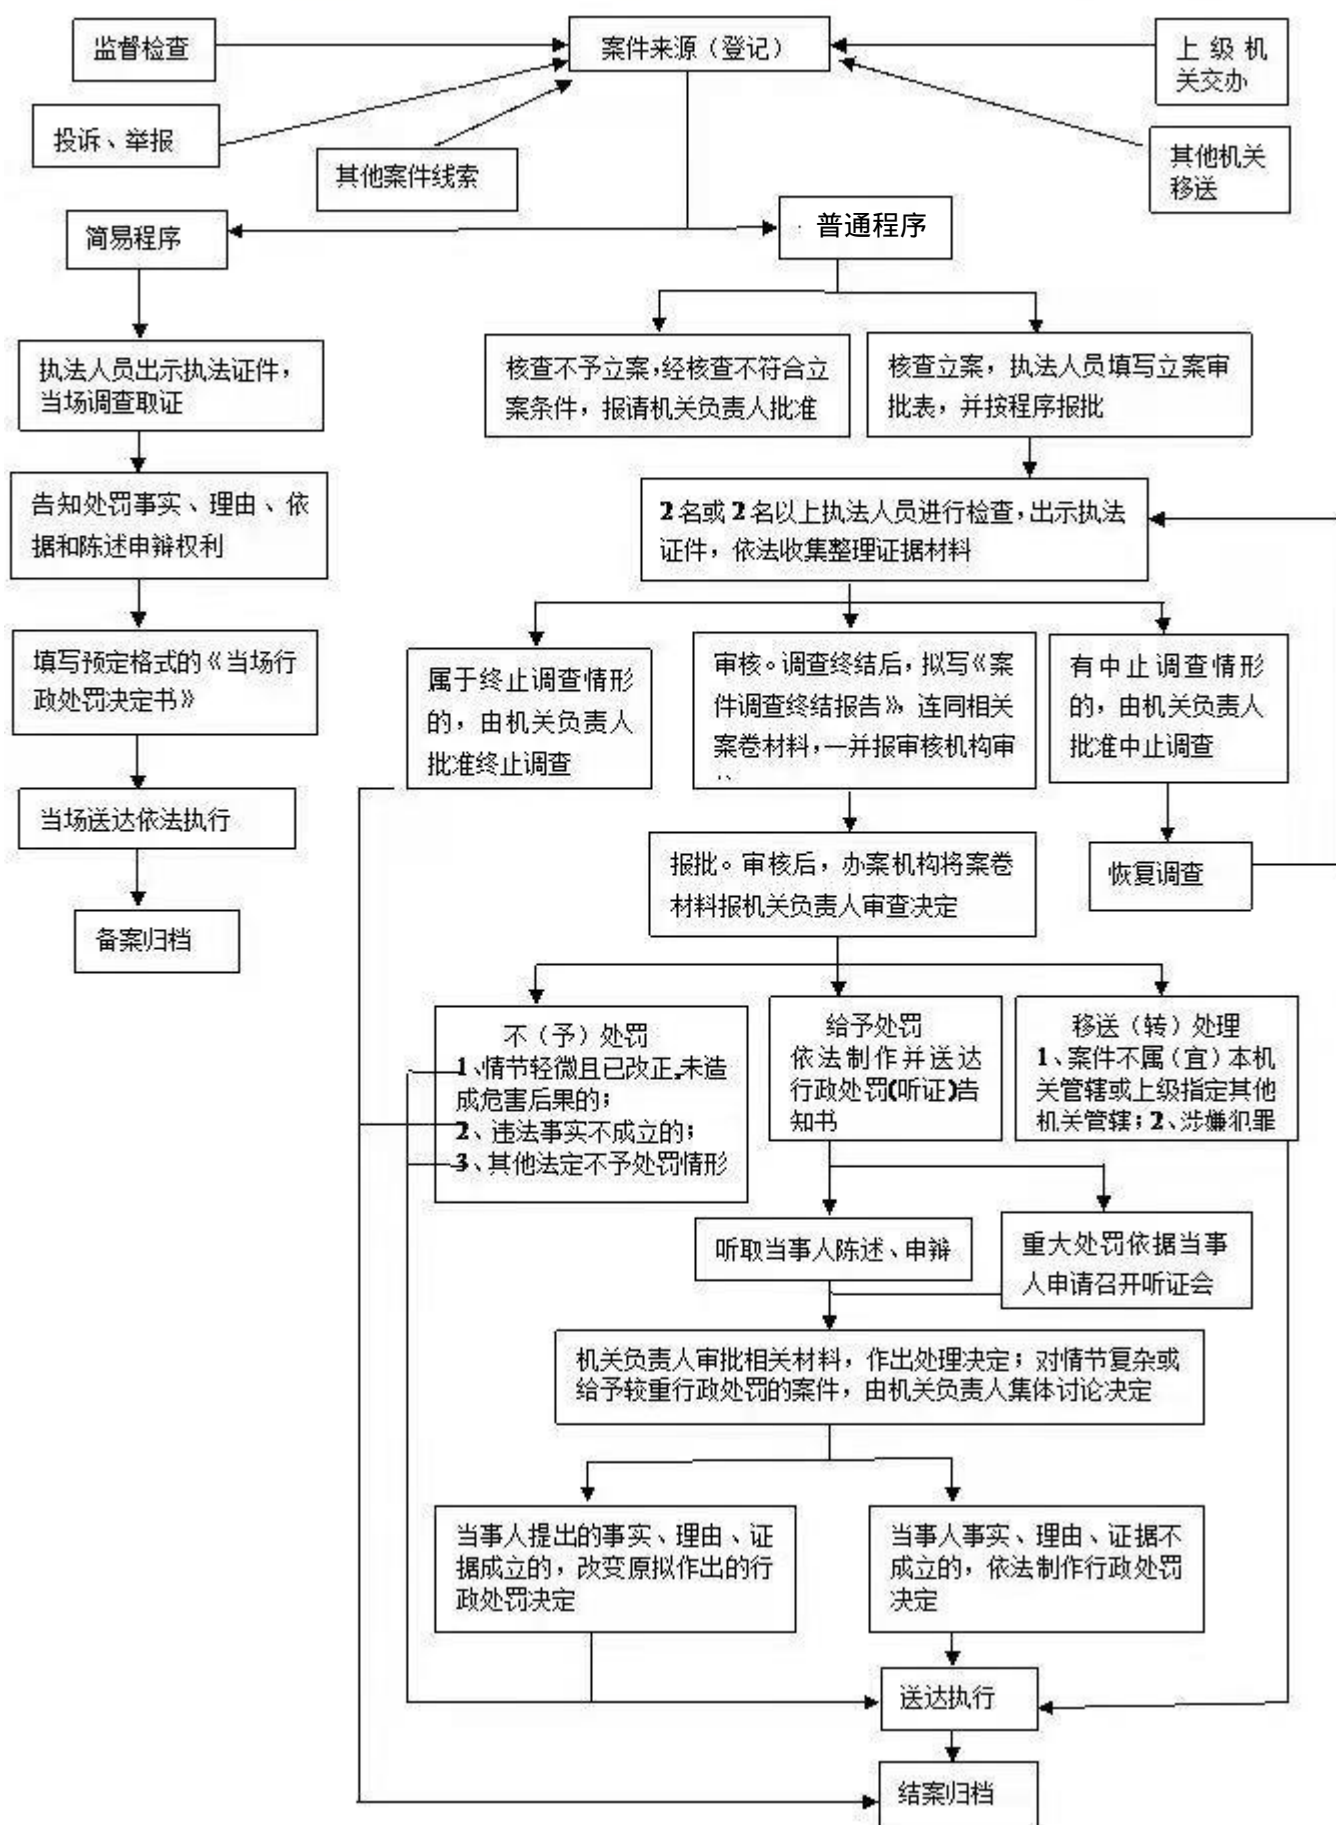 监督检查
案件来源（登记）
上级机
关交办
投诉、举报
其他案件线索
其他机关
移送
简易程序
普通程序
执法人员出示执法证件，
当场调查取证
核查不予立案，经核查不符合立
案条件，报请机关负责人批准
核查立案，执法人员填写立案审
批表，并按程序报批
告知处罚事实、理由、依
据和陈述申辩权利
2名或2名以上执法人员进行检查，出示执法
证件，依法收集整理证据材料
填写预定格式的《当场行
政处罚决定书》
属于终止调查情形
的，由机关负责人
批准终止调查
审核。调查终结后，拟写《案
件调查终结报告》，连同相关
案卷材料，一并报审核机构审
有中止调查情形
的，由机关负责人
批准中止调查
当场送达依法执行
报批。审核后，办案机构将案卷
材料报机关负责人审查决定
恢复调查
备案归档
不（予）处罚
1、情节轻微且已改正，未造
成危害后果的；
2、违法事实不成立的；
3、其他法定不予处罚情形
给予处罚
依法制作并送达
行政处罚(听证)告
知书
移送（转）处理
1、案件不属（宜）本机
关管辖或上级指定其他
机关管辖；2、涉嫌犯罪
听取当事人陈述、申辩
重大处罚依据当事
人申请召开听证会
机关负责人审批相关材料，作出处理决定；对情节复杂或
给予较重行政处罚的案件，由机关负责人集体讨论决定
当事人提出的事实、理由、证
据成立的，改变原拟作出的行
政处罚决定
当事人事实、理由、证据不
成立的，依法制作行政处罚
决定
送达执行
结案归档